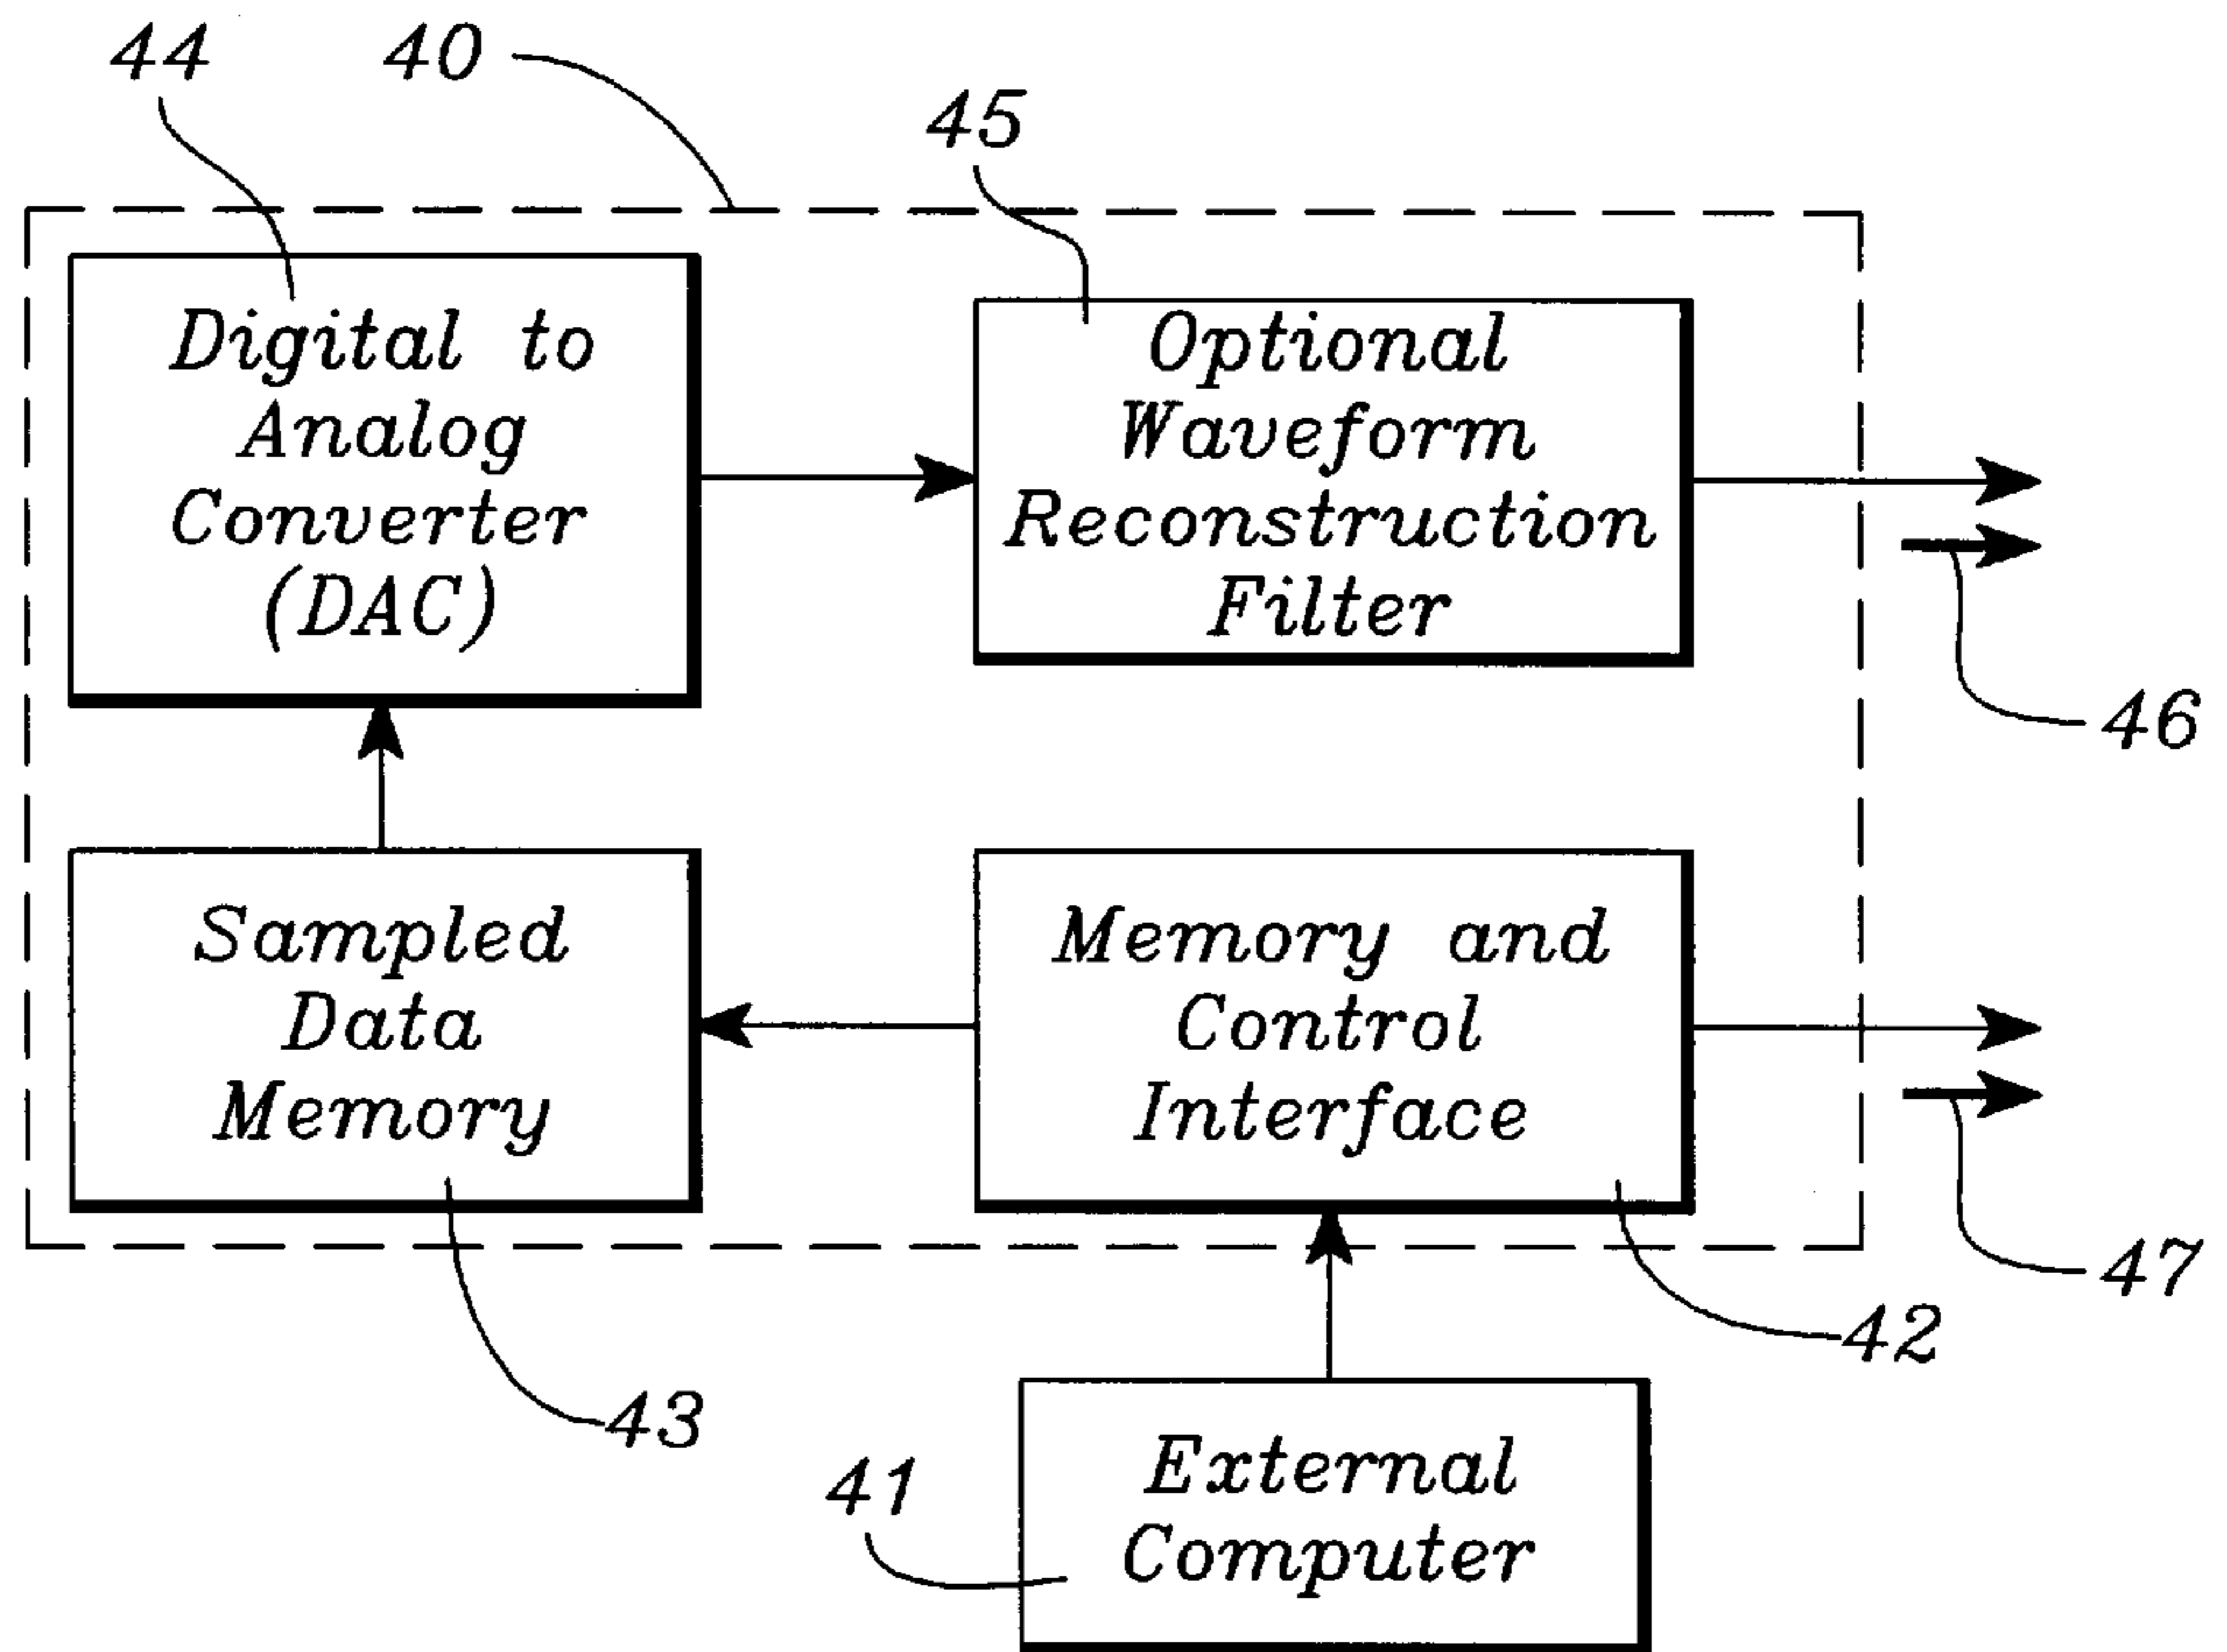 44
40
45
Digital to
Analog
Converter
(DAC)
Optional
Waveform
Reconstruction
Filter
46
Sampled
Data
Memory
Memory and
Control
Interface
47
42
43
41
External
Computer